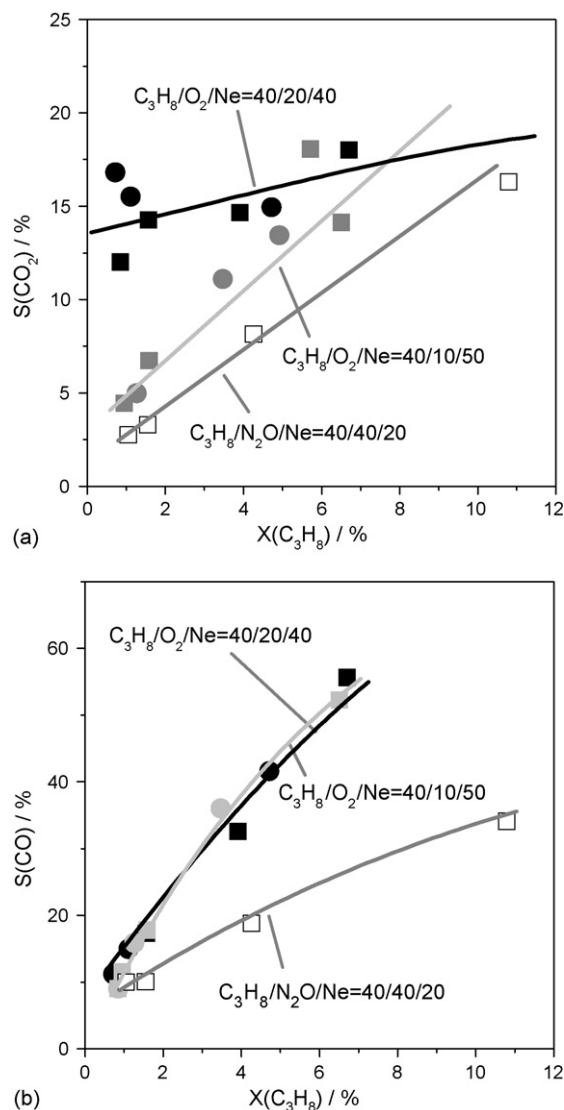 25
20
15
10
5
0
S(CO₂) / %
C₃H₈/O₂/Ne=40/20/40
C₃H₈/O₂/Ne=40/10/50
C₃H₈/N₂O/Ne=40/40/20
0 2 4 6 8 10 12
(a)
X(C₃H₈) / %
60
40
20
0
S(CO) / %
C₃H₈/O₂/Ne=40/20/40
C₃H₈/O₂/Ne=40/10/50
C₃H₈/N₂O/Ne=40/40/20
0 2 4 6 8 10 12
(b)
X(C₃H₈) / %